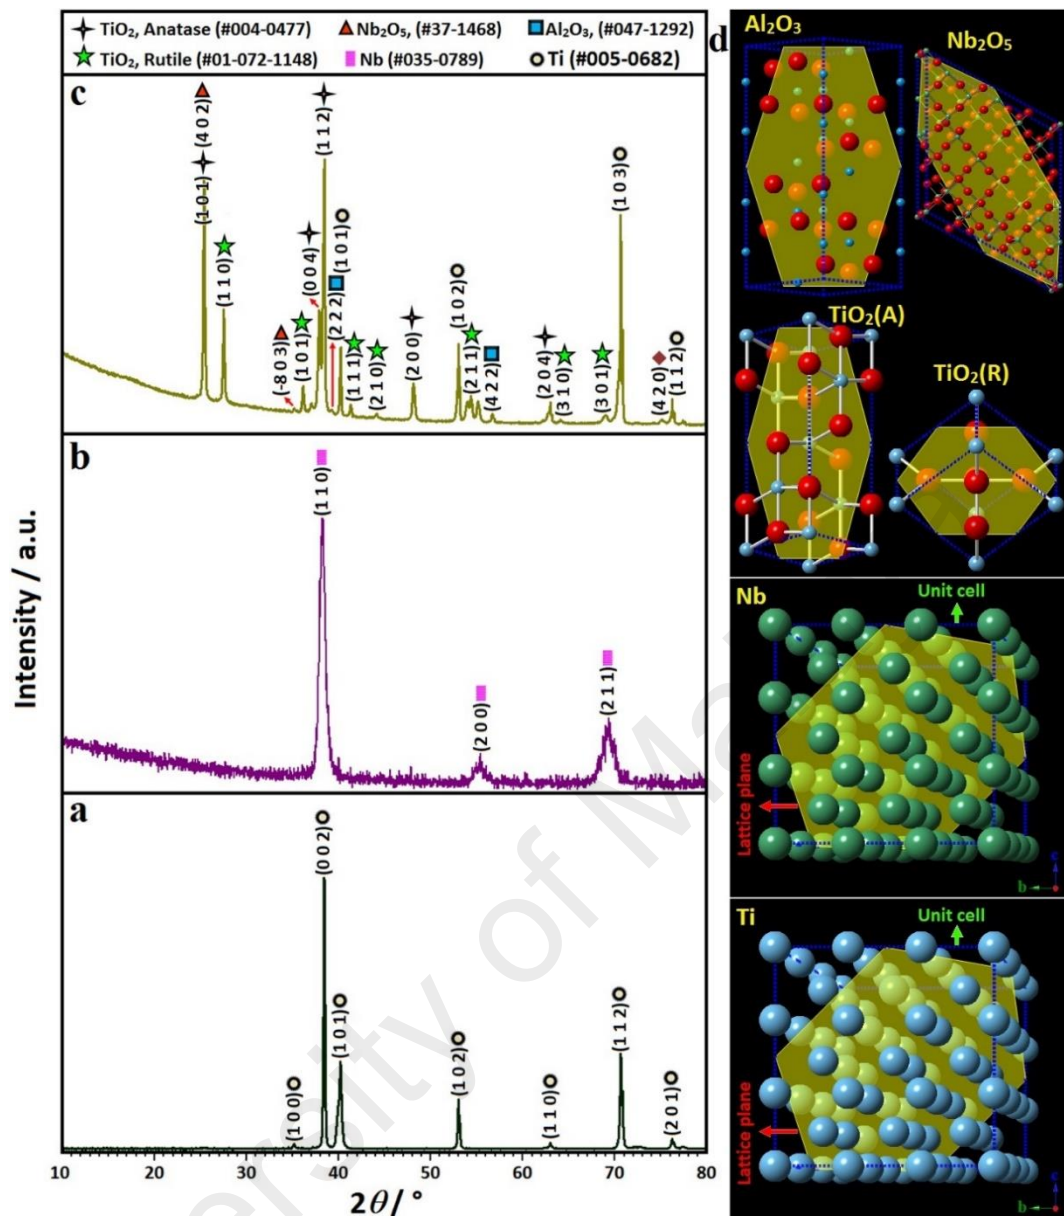 TiO₂, Anatase (#004-0477)
Nb₂O₅, (#37-1468)
Al₂O₃, (#047-1292)
TiO₂, Rutile (#01-072-1148)
Nb (#035-0789)
Ti (#005-0682)
c
(1 0 1)
(4 0 2)
(1 1 0)
(-8 0 3)
(1 0 1)
(0 0 4)
(1 1 2)
(2 2 2)
(1 0 1)
(1 1 1)
(2 1 0)
(2 0 0)
(1 0 2)
(2 1 1)
(4 2 2)
(2 0 4)
(3 1 0)
(3 0 1)
(1 0 3)
(4 2 0)
(1 1 2)
b
(1 1 0)
(2 0 0)
(2 1 1)
a
(1 0 0)
(0 0 2)
(1 0 1)
(1 0 2)
(1 1 0)
(1 1 2)
(2 0 1)
10 20 30 40 50 60 70 80
2θ/ °
Intensity / a.u.
d
Al₂O₃
Nb₂O₅
TiO₂(A)
TiO₂(R)
Nb
Unit cell
Lattice plane
c
b
Ti
Unit cell
Lattice plane
c
b